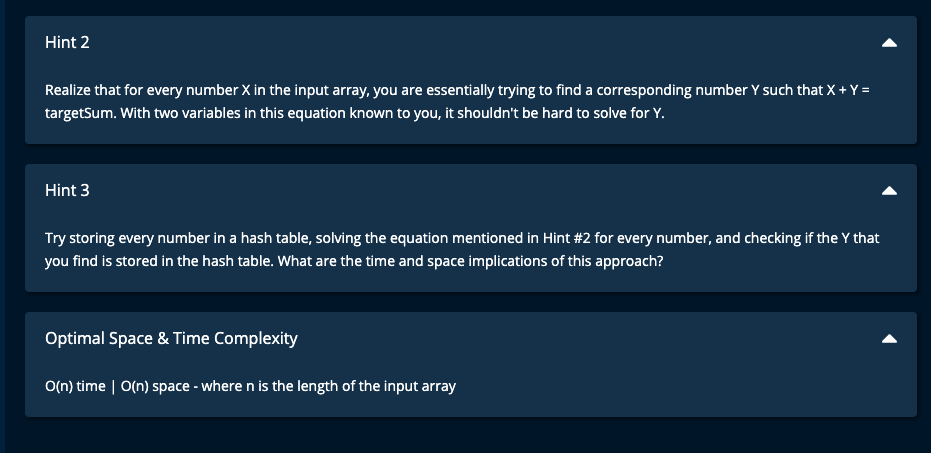 Hint 2
Realize that for every number X in the input array, you are essentially trying to find a corresponding number Y such that X + Y =
targetSum. With two variables in this equation known to you, it shouldn't be hard to solve for Y.
Hint 3
Try storing every number in a hash table, solving the equation mentioned in Hint #2 for every number, and checking if the Y that
you find is stored in the hash table. What are the time and space implications of this approach?
Optimal Space & Time Complexity
O(n) time | O(n) space - where n is the length of the input array